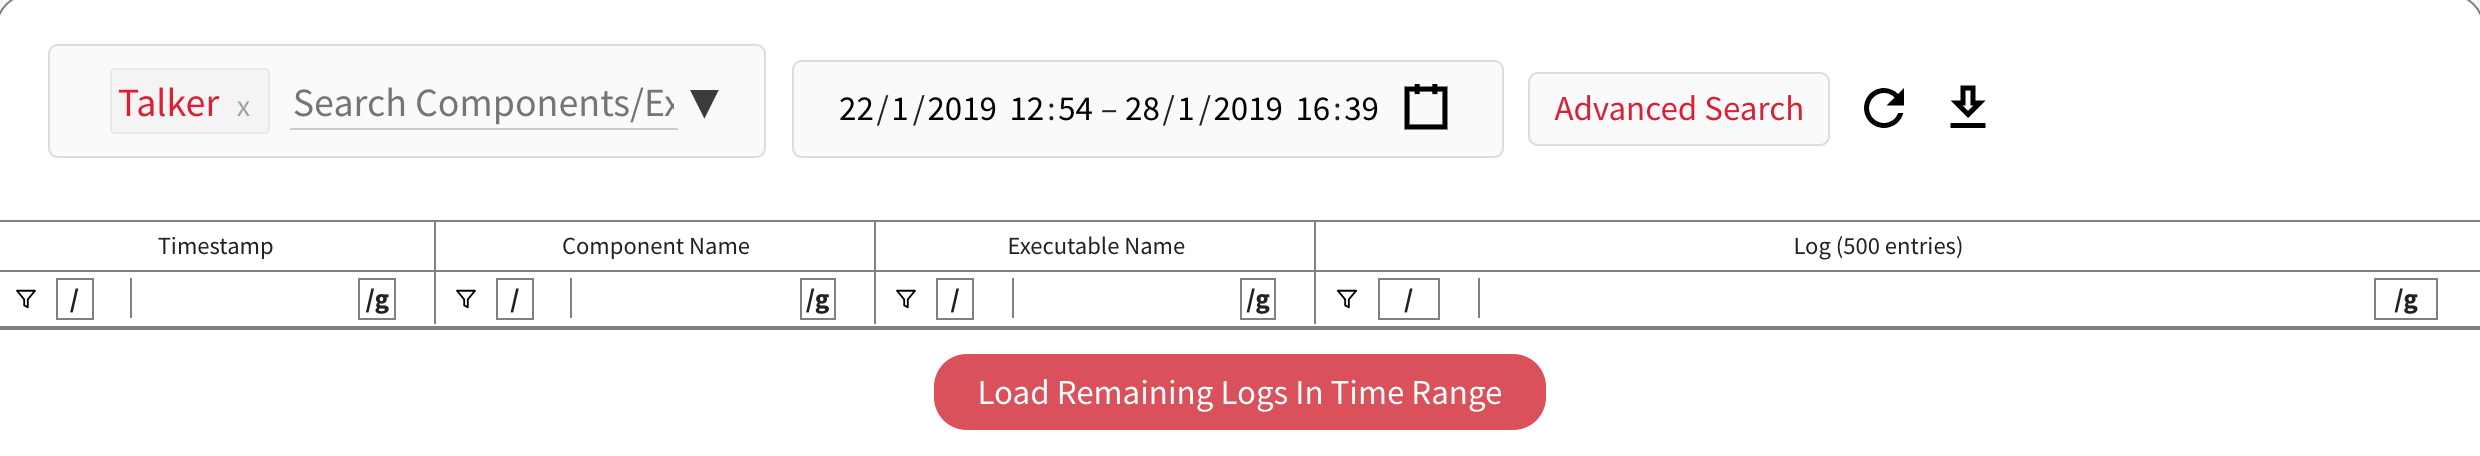 Talker x Search Components/Ex ▼ 22/1/2019 12:54 – 28/1/2019 16:39 Advanced Search
Timestamp Component Name Executable Name Log (500 entries)
/ /g / /g / /g / /g
Load Remaining Logs In Time Range